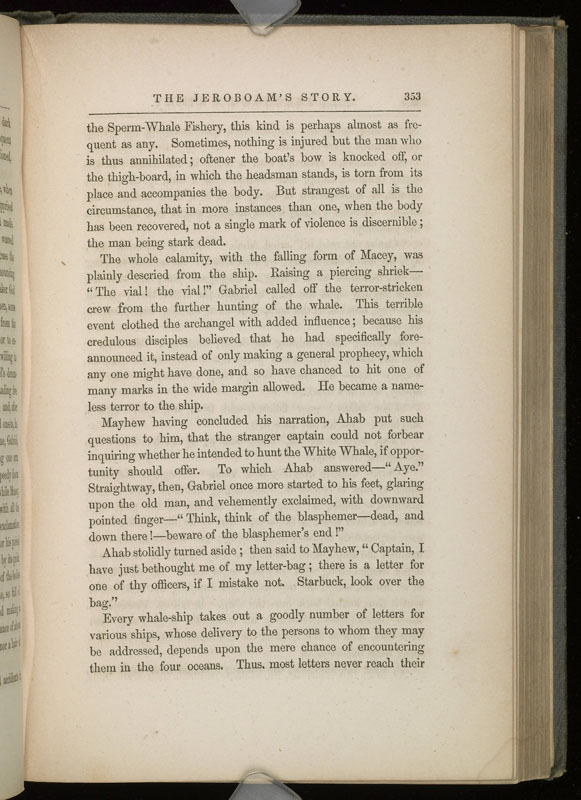 THE JEROBOAM'S STORY. 353
the Sperm-Whale Fishery, this kind is perhaps almost as fre-
quent as any. Sometimes, nothing is injured but the man who
is thus annihilated; oftener the boat's bow is knocked off, or
the thigh-board, in which the headsman stands, is torn from its
place and accompanies the body. But strangest of all is the
circumstance, that in more instances than one, when the body
has been recovered, not a single mark of violence is discernible;
the man being stark dead.
The whole calamity, with the falling form of Macey, was
plainly descried from the ship. Raising a piercing shriek—
"The vial! the vial!" Gabriel called off the terror-stricken
crew from the further hunting of the whale. This terrible
event clothed the archangel with added influence; because his
credulous disciples believed that he had specifically fore-
announced it, instead of only making a general prophecy, which
any one might have done, and so have chanced to hit one of
many marks in the wide margin allowed. He became a name-
less terror to the ship.
Mayhew having concluded his narration, Ahab put such
questions to him, that the stranger captain could not forbear
inquiring whether he intended to hunt the White Whale, if oppor-
tunity should offer. To which Ahab answered—"Aye."
Straightway, then, Gabriel once more started to his feet, glaring
upon the old man, and vehemently exclaimed, with downward
pointed finger—"Think, think of the blasphemer—dead, and
down there!—beware of the blasphemer's end!"
Ahab stolidly turned aside; then said to Mayhew, "Captain, I
have just bethought me of my letter-bag; there is a letter for
one of thy officers, if I mistake not. Starbuck, look over the
bag."
Every whale-ship takes out a goodly number of letters for
various ships, whose delivery to the persons to whom they may
be addressed, depends upon the mere chance of encountering
them in the four oceans. Thus, most letters never reach their